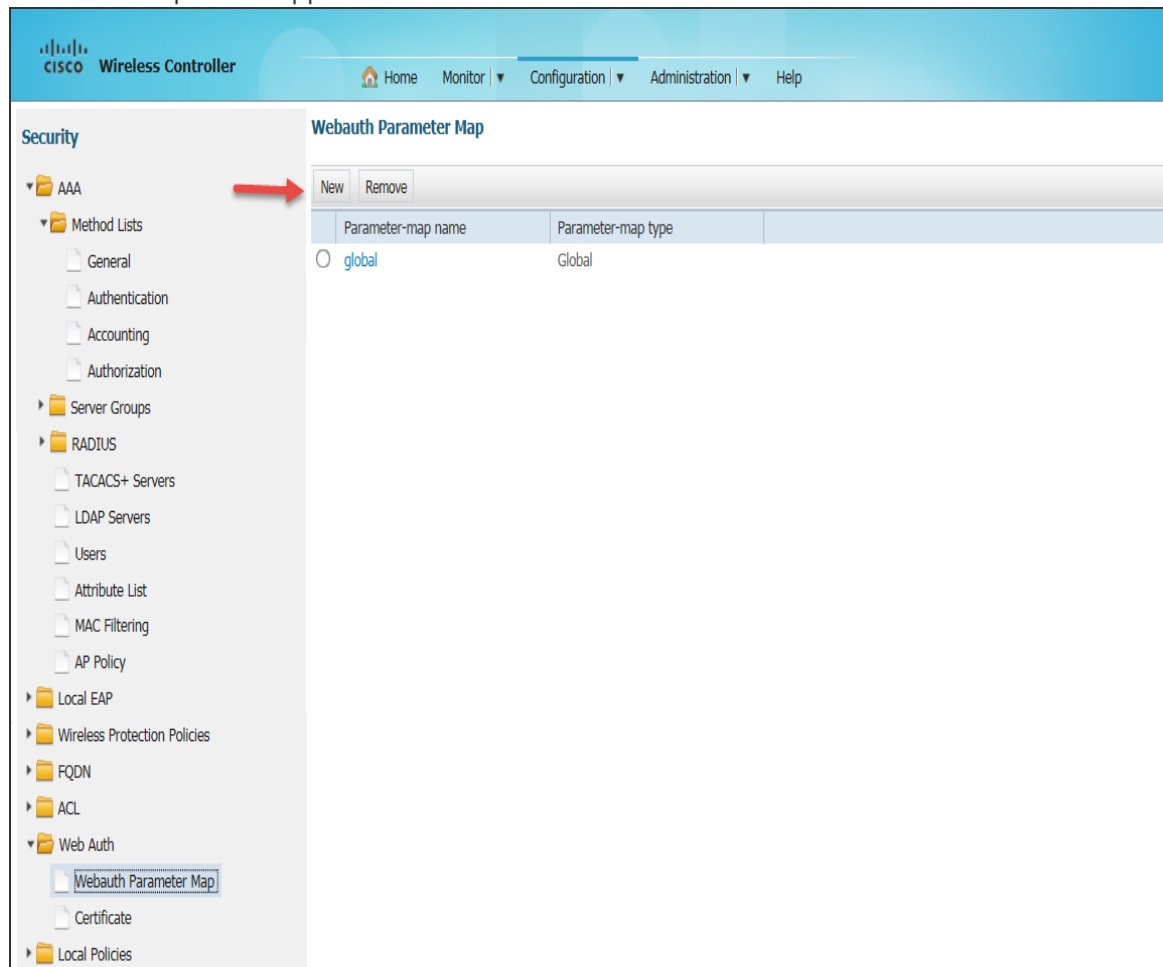 CISCO Wireless Controller
Home Monitor Configuration Administration Help
Security
AAA
Method Lists
General
Authentication
Accounting
Authorization
Server Groups
RADIUS
TACACS+ Servers
LDAP Servers
Users
Attribute List
MAC Filtering
AP Policy
Local EAP
Wireless Protection Policies
FQDN
ACL
Web Auth
Webauth Parameter Map
Certificate
Local Policies
Webauth Parameter Map
New Remove
Parameter-map name Parameter-map type
global Global